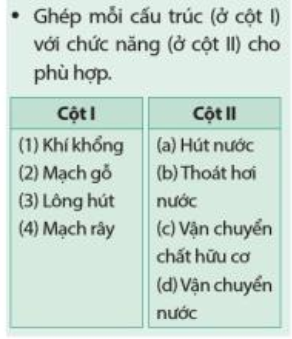 • Ghép mỗi cấu trúc (ở cột I)
với chức năng (ở cột II) cho
phù hợp.
Cột I
(1) Khí khổng
(2) Mạch gỗ
(3) Lông hút
(4) Mạch rây
Cột II
(a) Hút nước
(b) Thoát hơi
nước
(c) Vận chuyển
chất hữu cơ
(d) Vận chuyển
nước